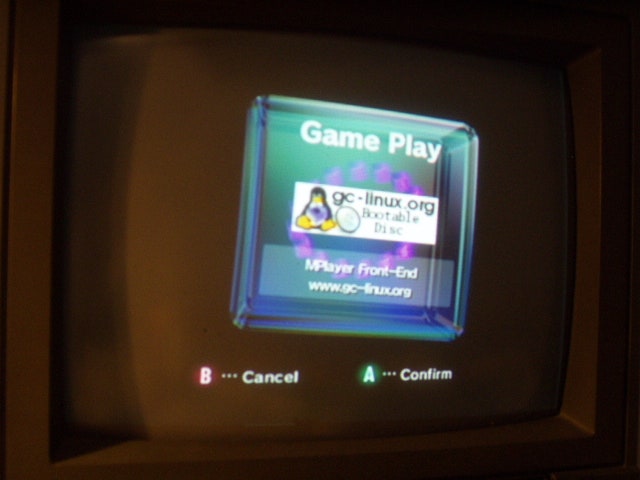 Game Play
gc-linux.org
Bootable
Disc
MPlayer Front-End
www.gc-linux.org
B ... Cancel
A ... Confirm